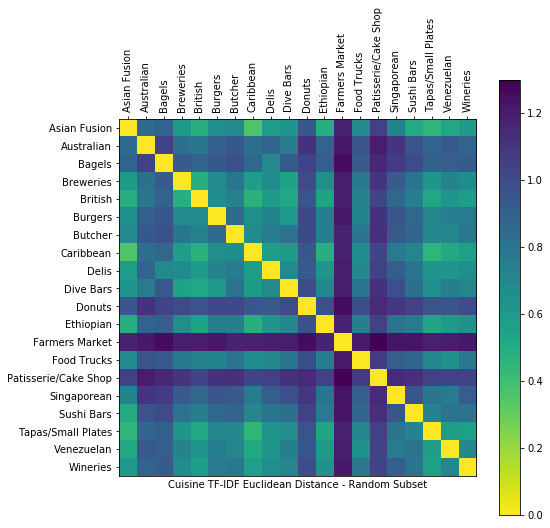 Asian Fusion
Australian
Bagels
Breweries
British
Burgers
Butcher
Caribbean
Delis
Dive Bars
Donuts
Ethiopian
Farmers Market
Food Trucks
Patisserie/Cake Shop
Singaporean
Sushi Bars
Tapas/Small Plates
Venezuelan
Wineries
Asian Fusion
Australian
Bagels
Breweries
British
Burgers
Butcher
Caribbean
Delis
Dive Bars
Donuts
Ethiopian
Farmers Market
Food Trucks
Patisserie/Cake Shop
Singaporean
Sushi Bars
Tapas/Small Plates
Venezuelan
Wineries
Cuisine TF-IDF Euclidean Distance - Random Subset
1.2
1.0
0.8
0.6
0.4
0.2
0.0